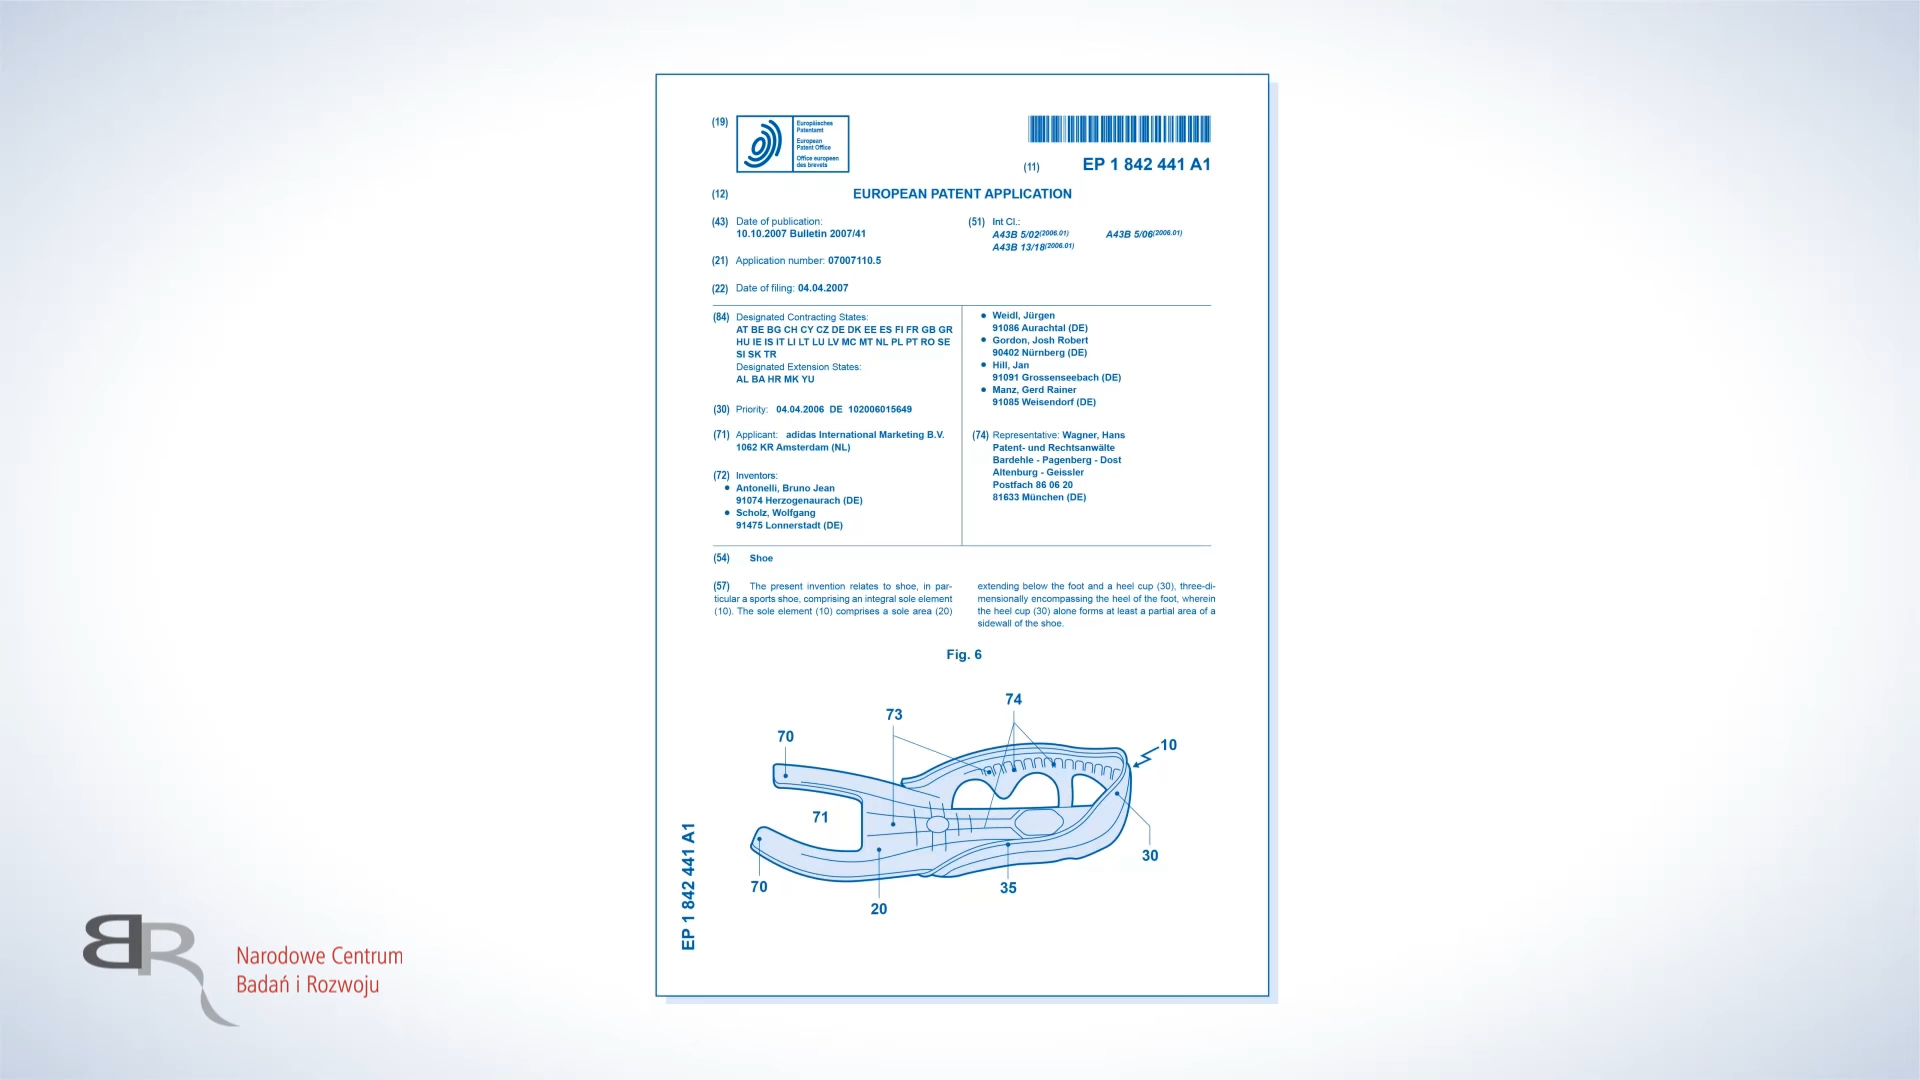 (19)
Europäisches
Patentamt
European
Patent Office
Office europeen
des brevets
(11) EP 1 842 441 A1
(12) EUROPEAN PATENT APPLICATION
(43) Date of publication:
10.10.2007 Bulletin 2007/41
(51) Int Cl.:
A43B 5/02(2006.01) A43B 5/06(2006.01)
A43B 13/18(2006.01)
(21) Application number: 07007110.5
(22) Date of filing: 04.04.2007
(84) Designated Contracting States:
AT BE BG CH CY CZ DE DK EE ES FI FR GB GR
HU IE IS IT LI LT LU LV MC MT NL PL PT RO SE
SI SK TR
Designated Extension States:
AL BA HR MK YU
(30) Priority: 04.04.2006 DE 102006015649
(71) Applicant: adidas International Marketing B.V.
1062 KR Amsterdam (NL)
(72) Inventors:
• Antonelli, Bruno Jean
91074 Herzogenaurach (DE)
• Scholz, Wolfgang
91475 Lonnerstadt (DE)
• Weidl, Jürgen
91086 Aurachtal (DE)
• Gordon, Josh Robert
90402 Nürnberg (DE)
• Hill, Jan
91091 Grossenseebach (DE)
• Manz, Gerd Rainer
91085 Weisendorf (DE)
(74) Representative: Wagner, Hans
Patent- und Rechtsanwälte
Bardehle - Pagenberg - Dost
Altenburg - Geissler
Postfach 86 06 20
81633 München (DE)
(54) Shoe
(57) The present invention relates to shoe, in par-
ticular a sports shoe, comprising an integral sole element
(10). The sole element (10) comprises a sole area (20)
extending below the foot and a heel cup (30), three-di-
mensionally encompassing the heel of the foot, wherein
the heel cup (30) alone forms at least a partial area of a
sidewall of the shoe.
Fig. 6
74
73
70
10
71
30
70
35
20
EP 1 842 441 A1
BR
Narodowe Centrum
Badań i Rozwoju